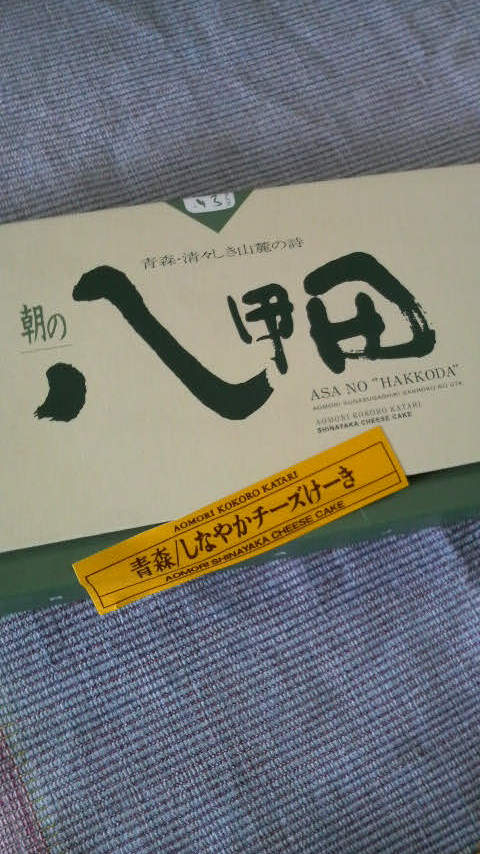 青森・清々しき山麓の詩
朝の
八甲田
ASA NO "HAKKODA"
AOMORI KOKORO KATARI
SHINAYAKA CHEESE CAKE
AOMORI KOKORO KATARI
青森/しなやかチーズけーき
AOMORI SHINAYAKA CHEESE CAKE